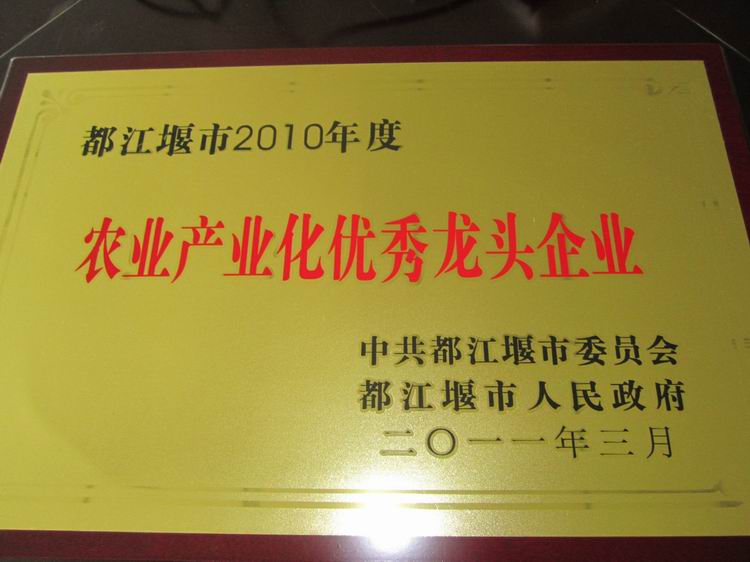 都江堰市2010年度
农业产业化优秀龙头企业
中共都江堰市委员会
都江堰市人民政府
二〇一一年三月